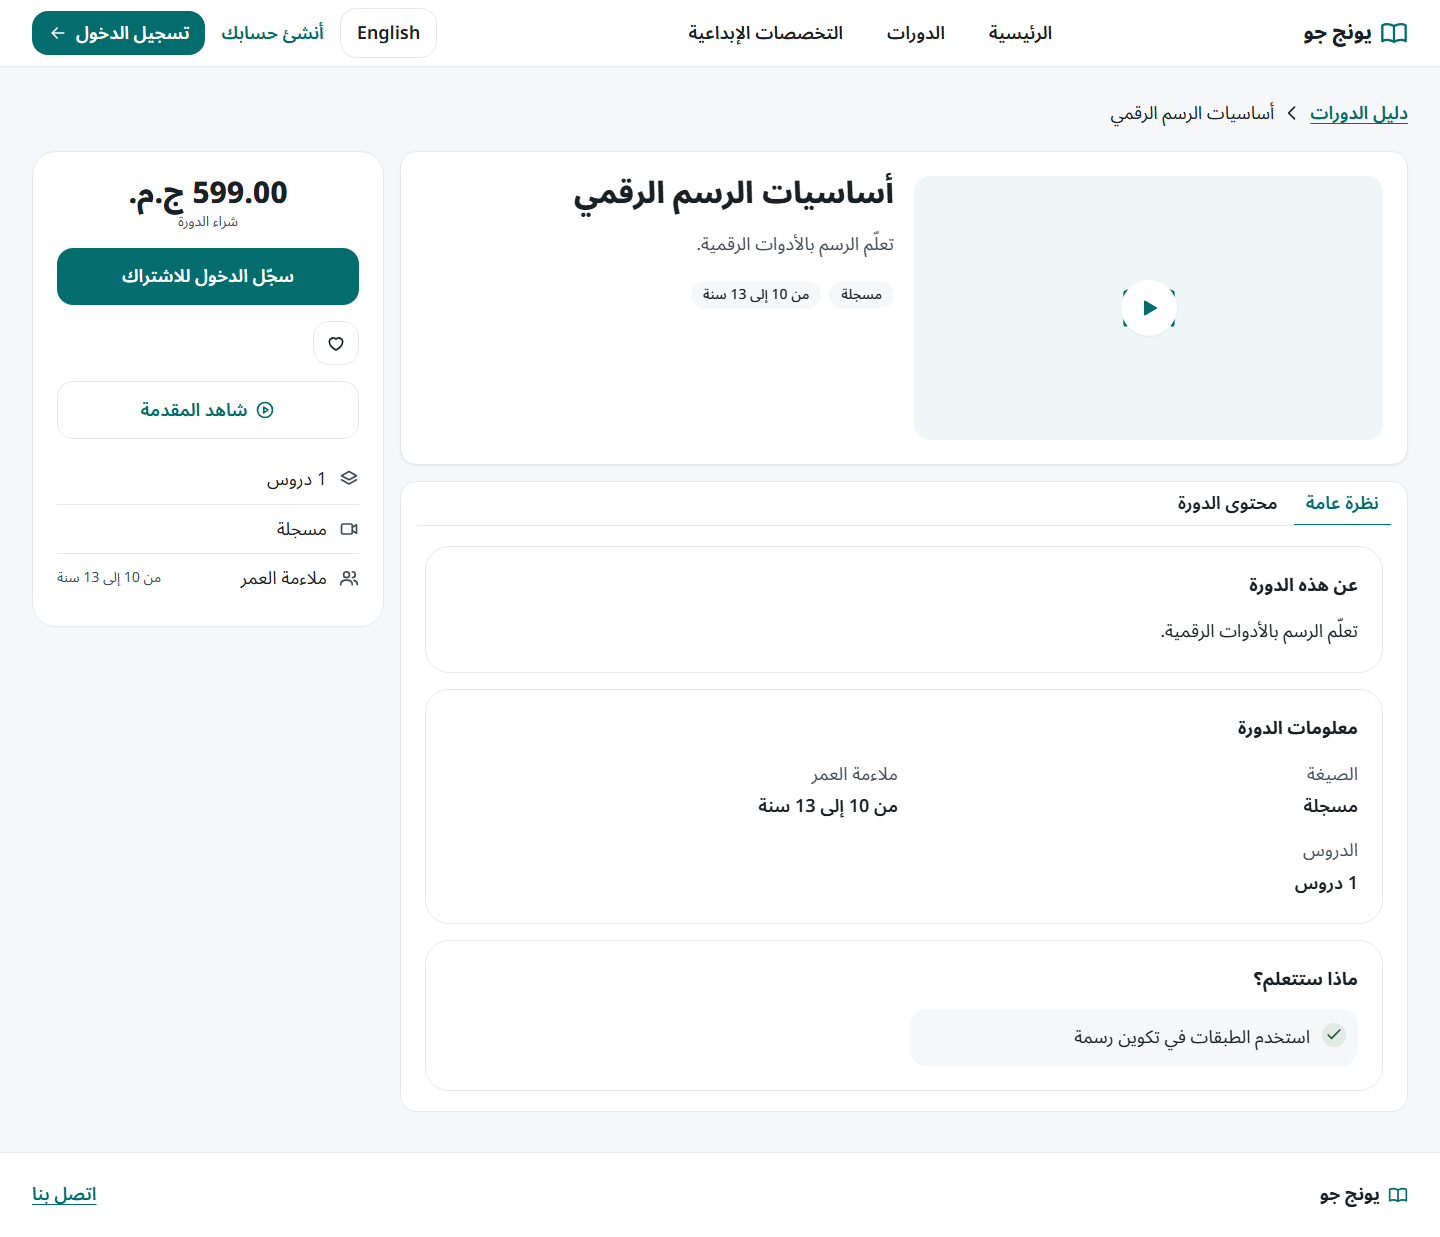 يونج جو
الرئيسية
الدورات
التخصصات الإبداعية
English
أنشئ حسابك
تسجيل الدخول
دليل الدورات
أساسيات الرسم الرقمي
أساسيات الرسم الرقمي
تعلّم الرسم بالأدوات الرقمية.
مسجلة
من 10 إلى 13 سنة
599.00 ج.م.
شراء الدورة
سجّل الدخول للاشتراك
شاهد المقدمة
1 دروس
مسجلة
ملاءمة العمر
من 10 إلى 13 سنة
نظرة عامة
محتوى الدورة
عن هذه الدورة
تعلّم الرسم بالأدوات الرقمية.
معلومات الدورة
الصيغة
مسجلة
ملاءمة العمر
من 10 إلى 13 سنة
الدروس
1 دروس
ماذا ستتعلم؟
استخدم الطبقات في تكوين رسمة
يونج جو
اتصل بنا